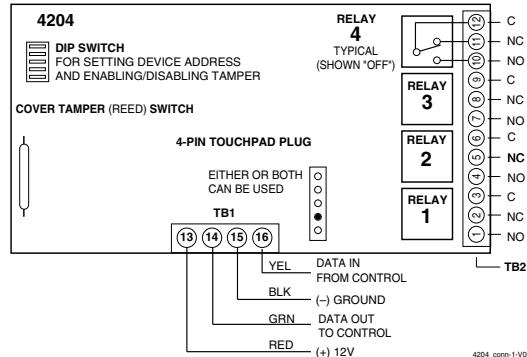 4204
DIP SWITCH
FOR SETTING DEVICE ADDRESS
AND ENABLING/DISABLING TAMPER
COVER TAMPER (REED) SWITCH
4-PIN TOUCHPAD PLUG
EITHER OR BOTH
CAN BE USED
TB1
13 14 15 16
RELAY
4
TYPICAL
(SHOWN "OFF")
RELAY
3
RELAY
2
RELAY
1
12 C
11 NC
10 NO
9 C
8 NC
7 NO
6 C
5 NC
4 NO
3 C
2 NC
1 NO
TB2
YEL DATA IN
FROM CONTROL
BLK (–) GROUND
GRN DATA OUT
TO CONTROL
RED (+) 12V
4204_conn-1-V0